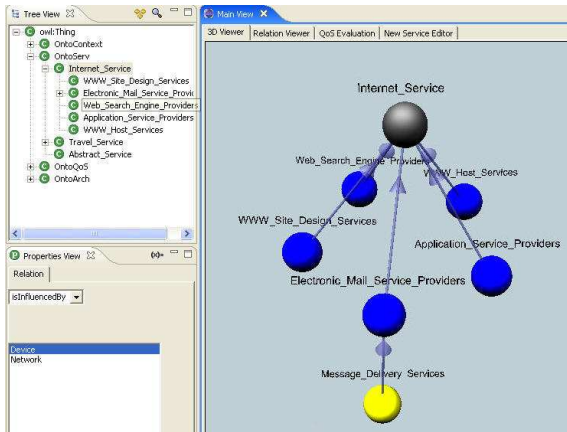 Tree View
owl:Thing
OntoContext
OntoServ
Internet_Service
WWW_Site_Design_Services
Electronic_Mail_Service_Provi
Web_Search_Engine_Providers
Application_Service_Providers
WWW_Host_Services
Travel_Service
Abstract_Service
OntoQoS
OntoArch
Properties View
Relation
isInfluencedBy
Device
Network
Main View
3D Viewer Relation Viewer QoS Evaluation New Service Editor
Internet_Service
Web_Search_Engine_Providers
WWW_Host_Services
WWW_Site_Design_Services
Application_Service_Providers
Electronic_Mail_Service_Providers
Message_Delivery_Services